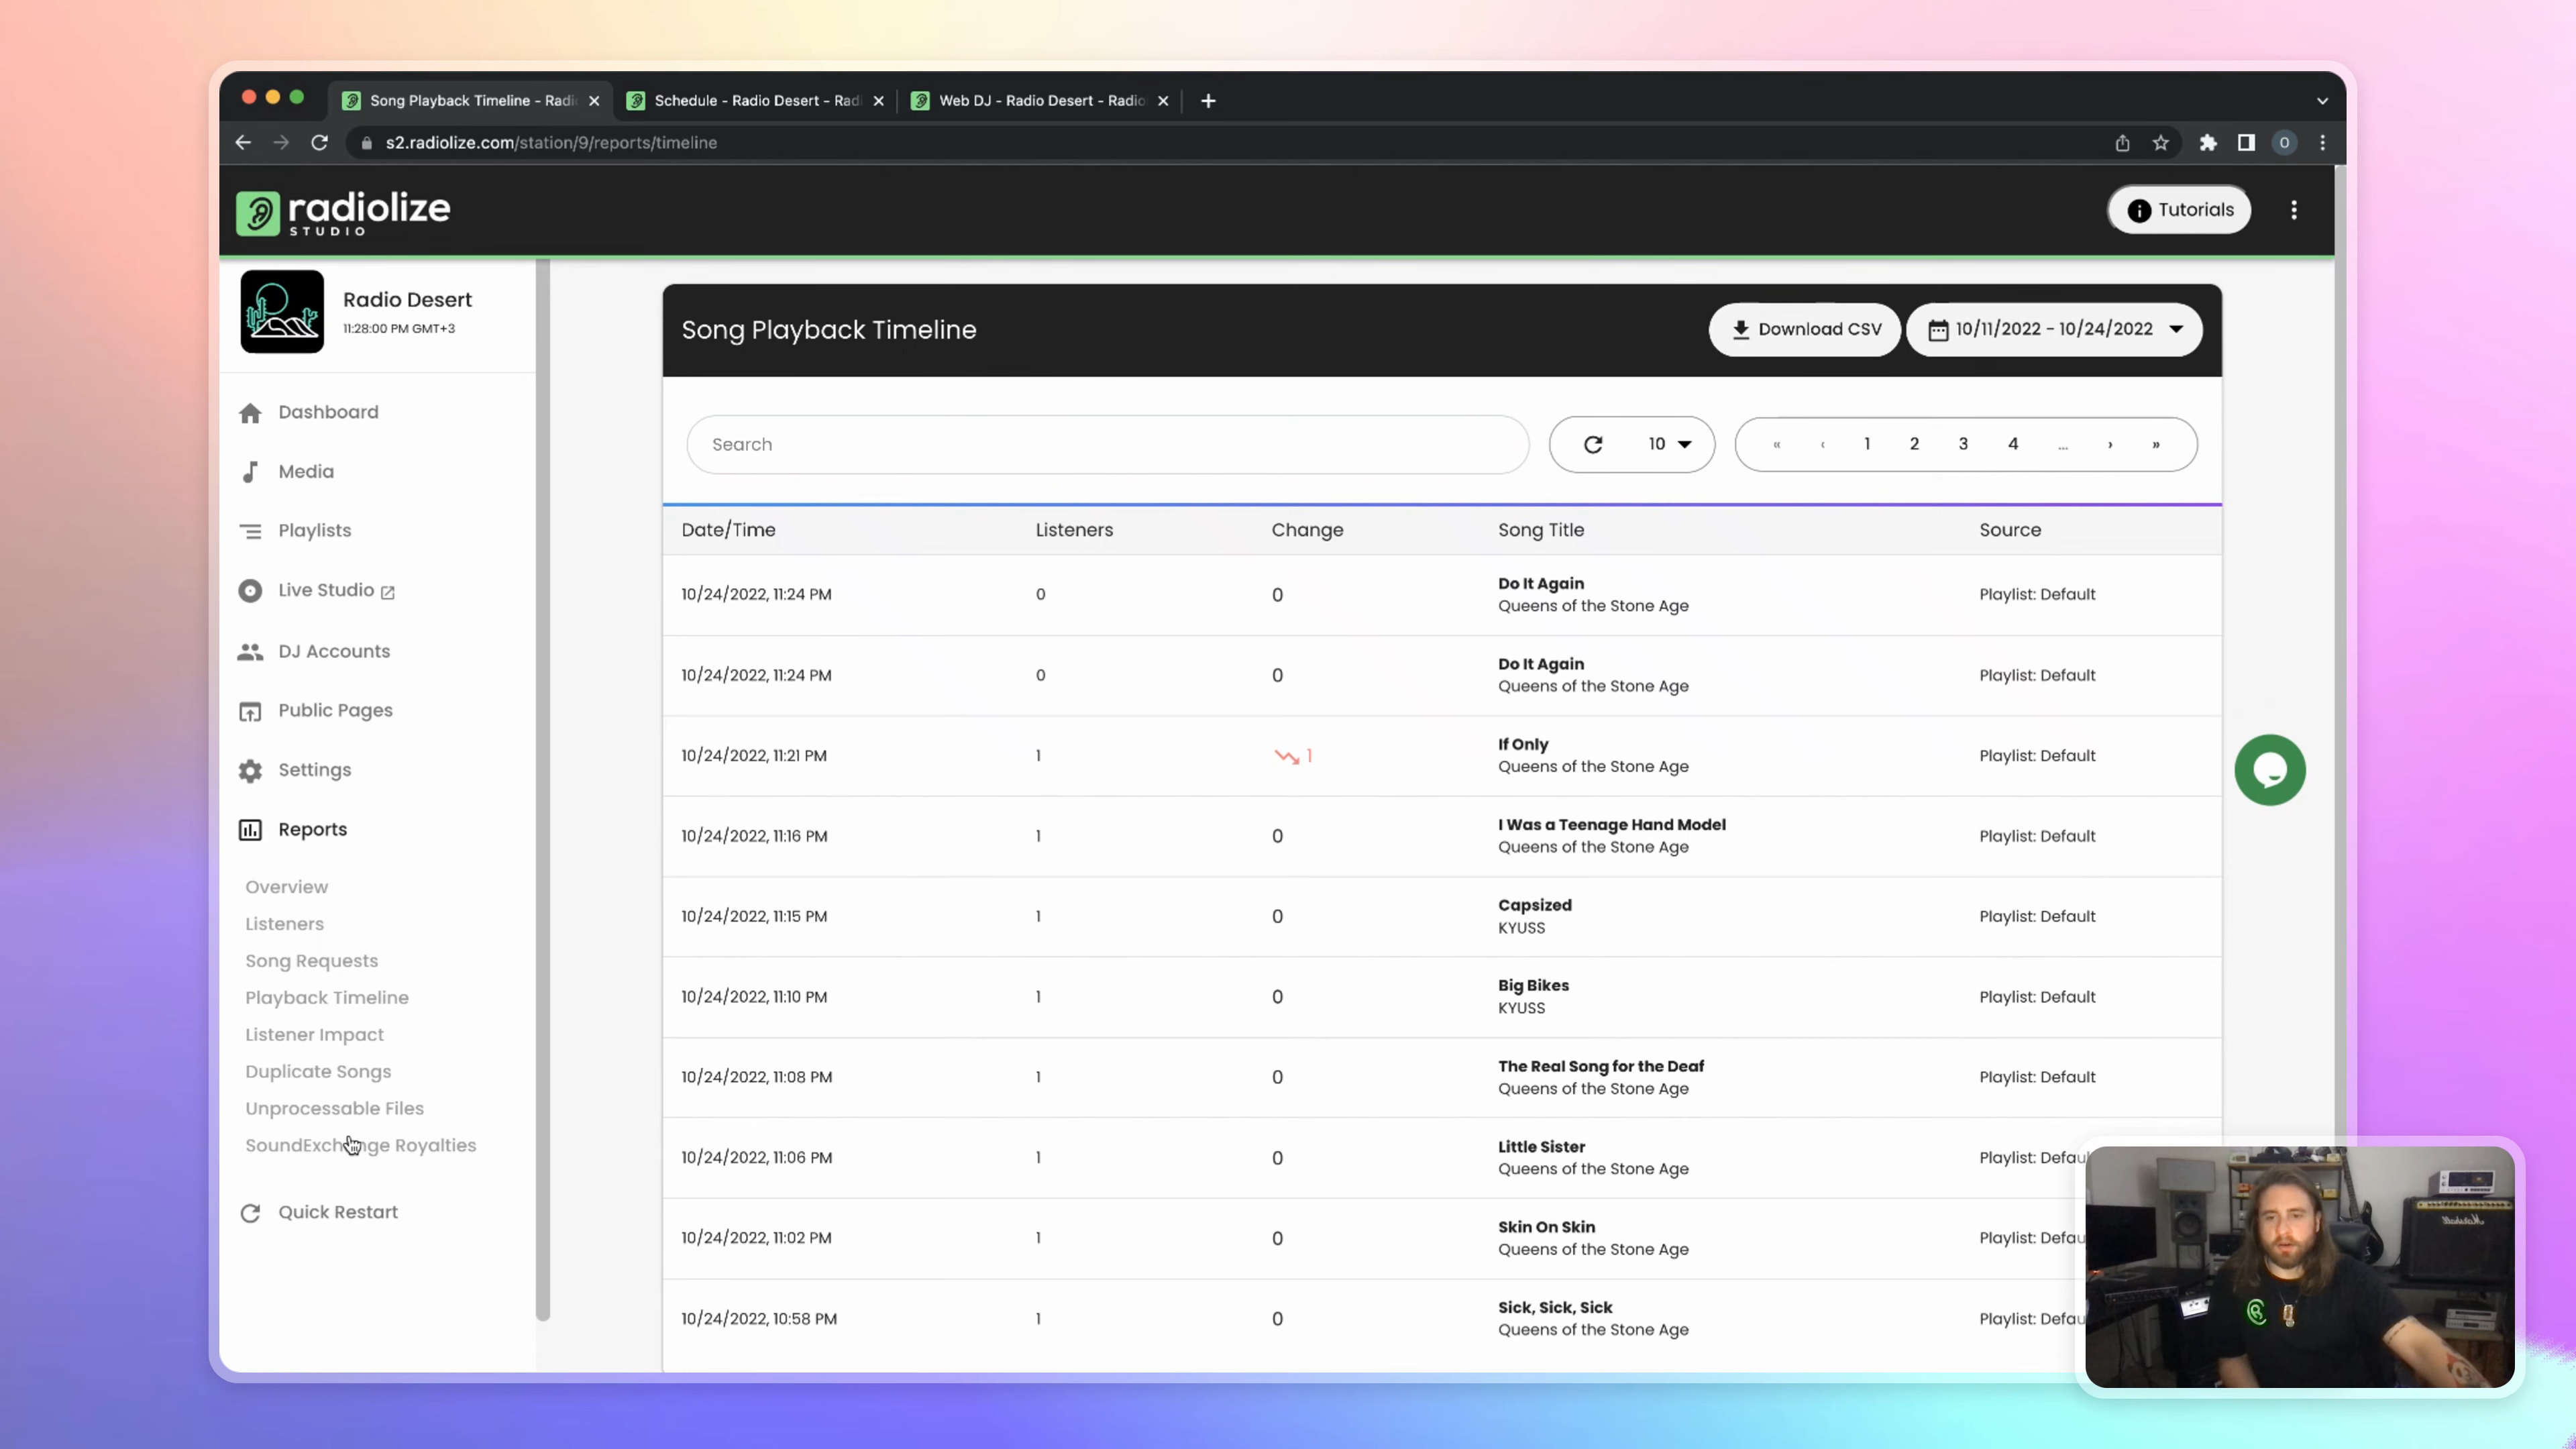 Song Playback Timeline - Radi
Schedule - Radio Desert - Radi
Web DJ - Radio Desert - Radio
s2.radiolize.com/station/9/reports/timeline
O
radiolize
STUDIO
Tutorials
Radio Desert
11:28:00 PM GMT+3
Dashboard
Media
Playlists
Live Studio
DJ Accounts
Public Pages
Settings
Reports
Overview
Listeners
Song Requests
Playback Timeline
Listener Impact
Duplicate Songs
Unprocessable Files
SoundExchange Royalties
Quick Restart
Song Playback Timeline
Download CSV
10/11/2022 - 10/24/2022
Search
10
« ‹ 1 2 3 4 ... › »
Date/Time Listeners Change Song Title Source
10/24/2022, 11:24 PM 0 0 Do It Again Playlist: Default
Queens of the Stone Age
10/24/2022, 11:24 PM 0 0 Do It Again Playlist: Default
Queens of the Stone Age
10/24/2022, 11:21 PM 1 1 If Only Playlist: Default
Queens of the Stone Age
10/24/2022, 11:16 PM 1 0 I Was a Teenage Hand Model Playlist: Default
Queens of the Stone Age
10/24/2022, 11:15 PM 1 0 Capsized Playlist: Default
KYUSS
10/24/2022, 11:10 PM 1 0 Big Bikes Playlist: Default
KYUSS
10/24/2022, 11:08 PM 1 0 The Real Song for the Deaf Playlist: Default
Queens of the Stone Age
10/24/2022, 11:06 PM 1 0 Little Sister Playlist: Defau
Queens of the Stone Age
10/24/2022, 11:02 PM 1 0 Skin On Skin Playlist: Defau
Queens of the Stone Age
10/24/2022, 10:58 PM 1 0 Sick, Sick, Sick Playlist: Defau
Queens of the Stone Age
Marshall